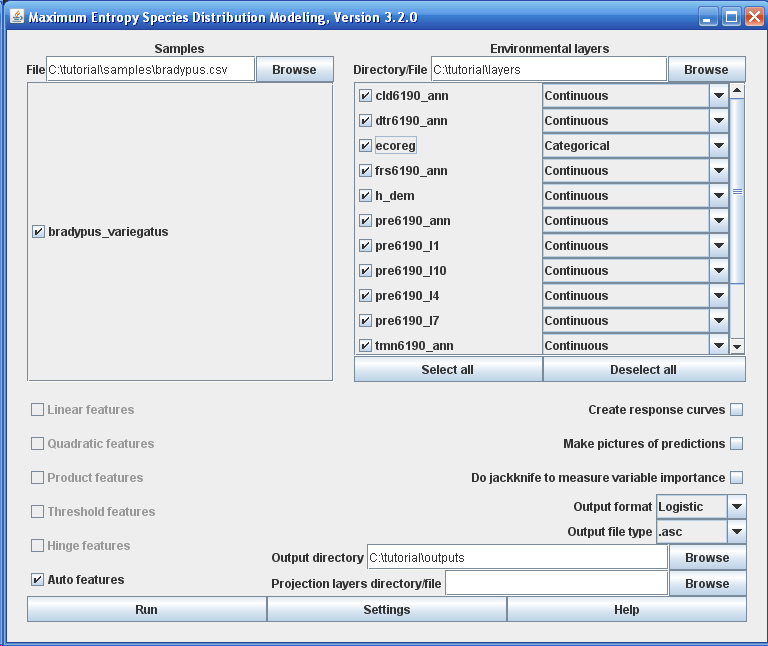 Maximum Entropy Species Distribution Modeling, Version 3.2.0
Samples
File C:\tutorial\samples\bradypus.csv Browse
bradypus_variegatus
Environmental layers
Directory/File C:\tutorial\layers Browse
cld6190_ann Continuous
dtr6190_ann Continuous
ecoreg Categorical
frs6190_ann Continuous
h_dem Continuous
pre6190_ann Continuous
pre6190_l1 Continuous
pre6190_l10 Continuous
pre6190_l4 Continuous
pre6190_l7 Continuous
tmn6190_ann Continuous
Select all Deselect all
Linear features
Quadratic features
Product features
Threshold features
Hinge features
Auto features
Create response curves
Make pictures of predictions
Do jackknife to measure variable importance
Output format Logistic
Output file type .asc
Output directory C:\tutorial\outputs Browse
Projection layers directory/file Browse
Run Settings Help